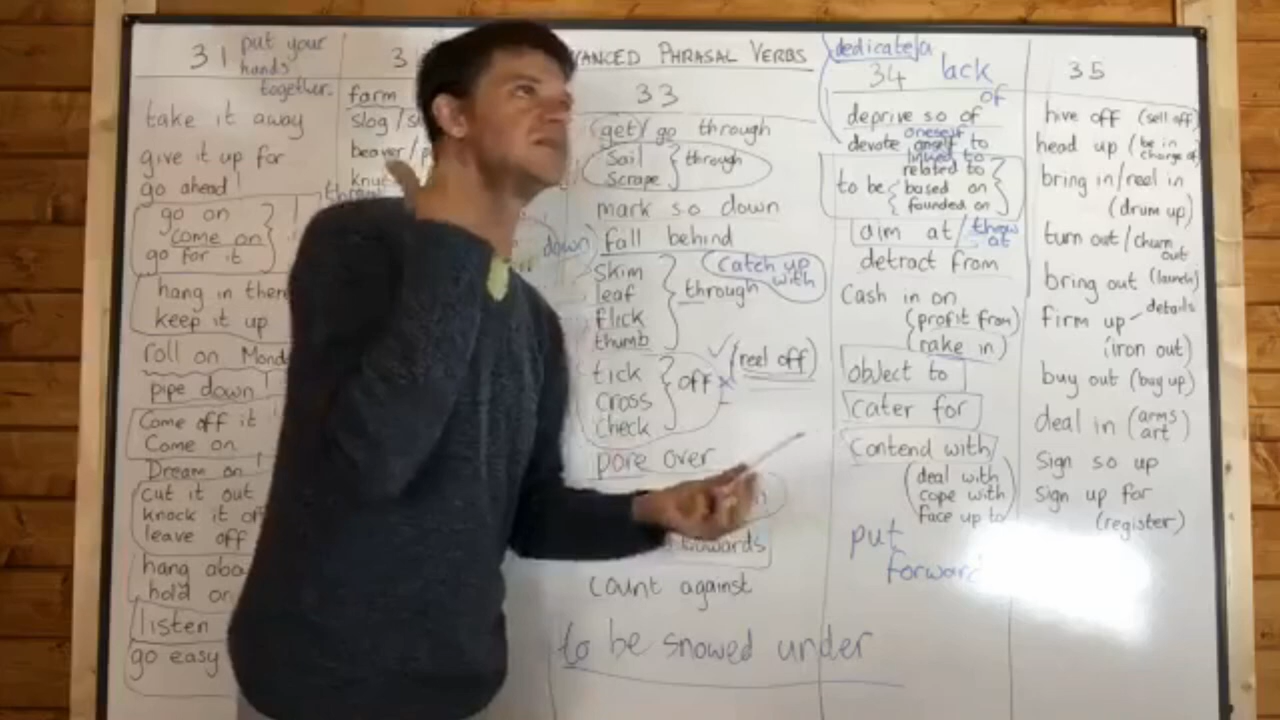 31
put your
hands
together.
take it away
give it up for
go ahead!
go on
come on
go for it
hang in
keep it up
roll on
pipe down!
Come off it!
Come on
Dream on!
cut it out
knock it
leave off
hang
hold
listen
go easy
3
farm
slog/
beaver/
down
PHRASAL VERBS
33
get/go through
Sail
Scrape
through
mark so down
fall behind
Catch up
with
skim
leaf
flick
thumb
through
tick
cross
check
off
(reel off)
pore over
count against
to be snowed under
dedicate/a
34
lack
of
deprive so of
devote
oneself
to
linked to
to be
related to
based on
founded on
aim at/throw
at
detract from
Cash in on
(profit from)
(rake in)
object to
cater for
Contend with
(deal with
cope with
face up to)
put
forward
35
hive off (sell off)
head up (be in
charge of)
bring in/reel in
(drum up)
turn out/churn
out
bring out (launch)
firm up - details
(iron out)
buy out (buy up)
deal in (arms
art)
Sign so up
Sign up for
(register)